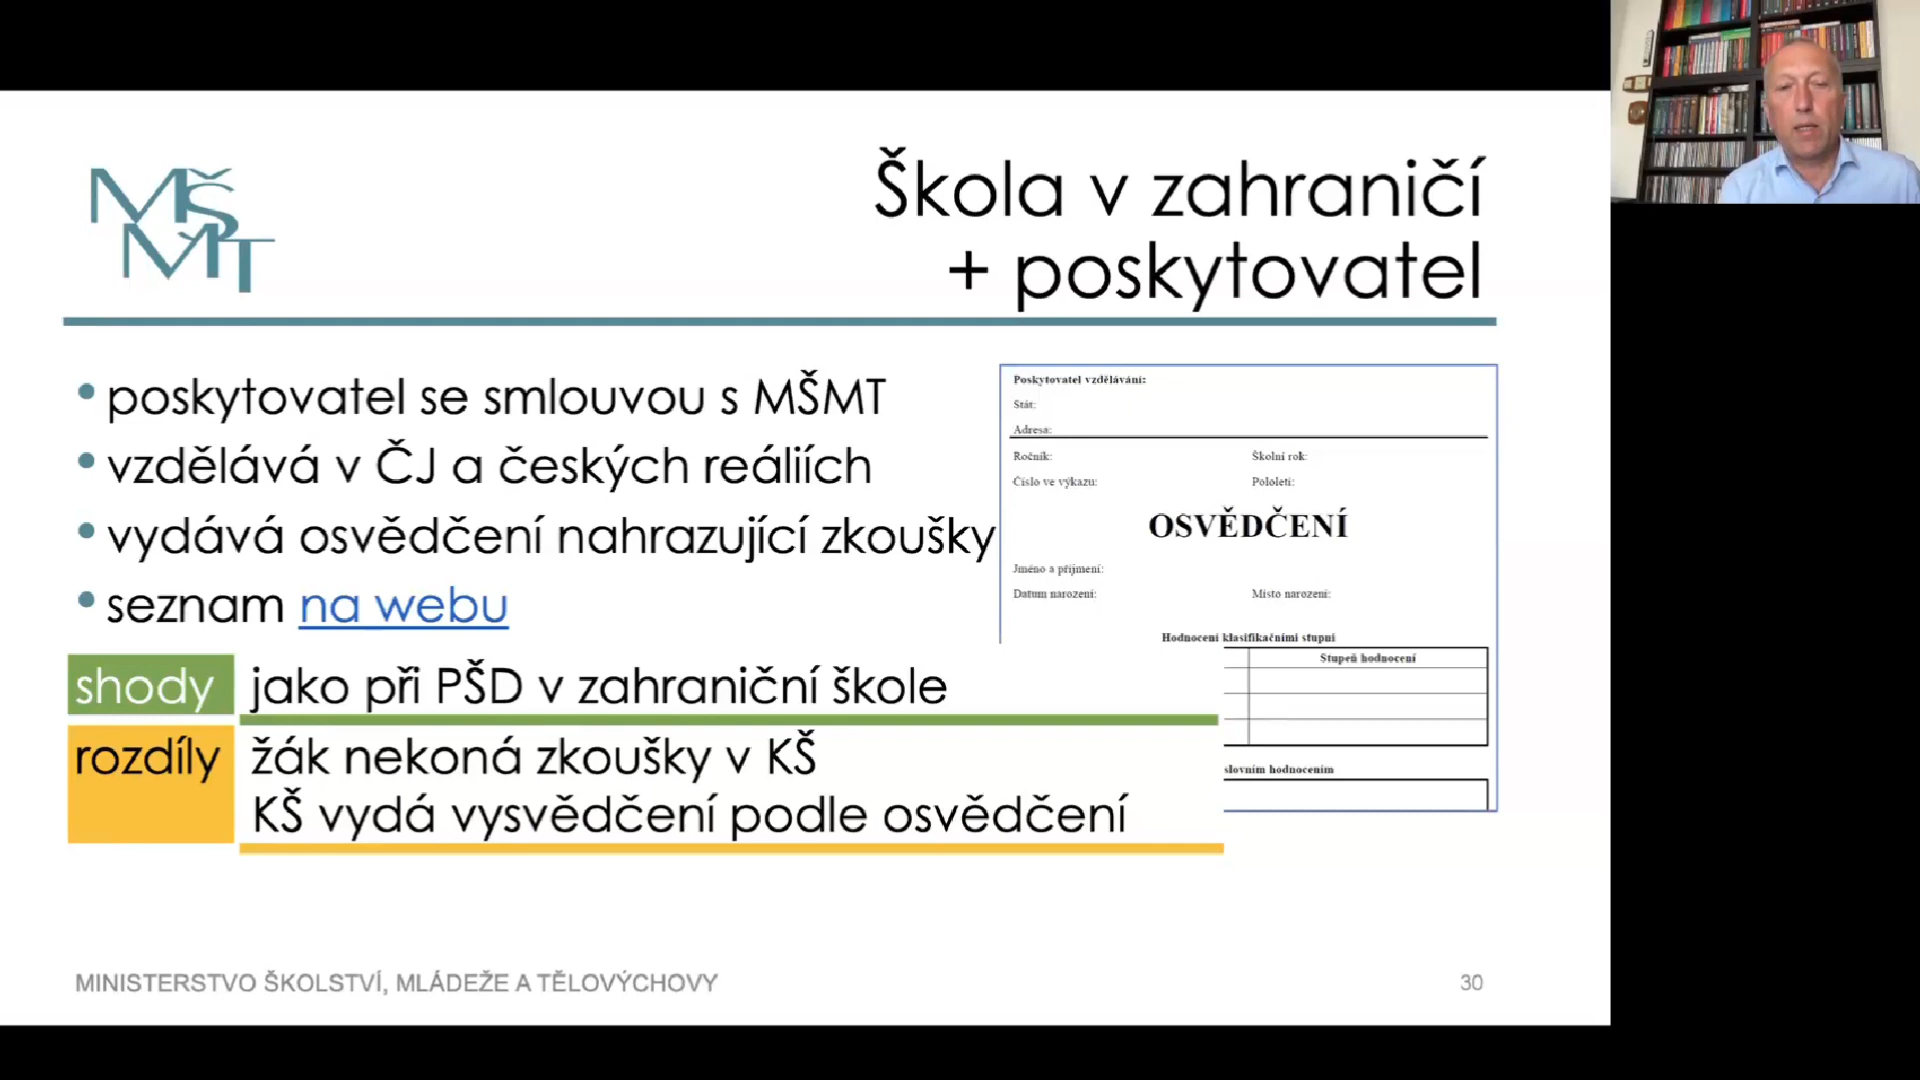 MŠMT
Škola v zahraničí
+ poskytovatel
• poskytovatel se smlouvou s MŠMT
• vzdělává v ČJ a českých reáliích
• vydává osvědčení nahrazující zkoušky
• seznam na webu
shody jako při PŠD v zahraniční škole
rozdíly žák nekoná zkoušky v KŠ
KŠ vydá vysvědčení podle osvědčení
Poskytovatel vzdělávání:
Stát:
Adresa:
Ročník: Školní rok:
Číslo ve výkazu: Pololetí:
OSVĚDČENÍ
Jméno a příjmení:
Datum narození: Místo narození:
Hodnocení klasifikačními stupni
Stupeň hodnocení
slovním hodnocením
MINISTERSTVO ŠKOLSTVÍ, MLÁDEŽE A TĚLOVÝCHOVY 30